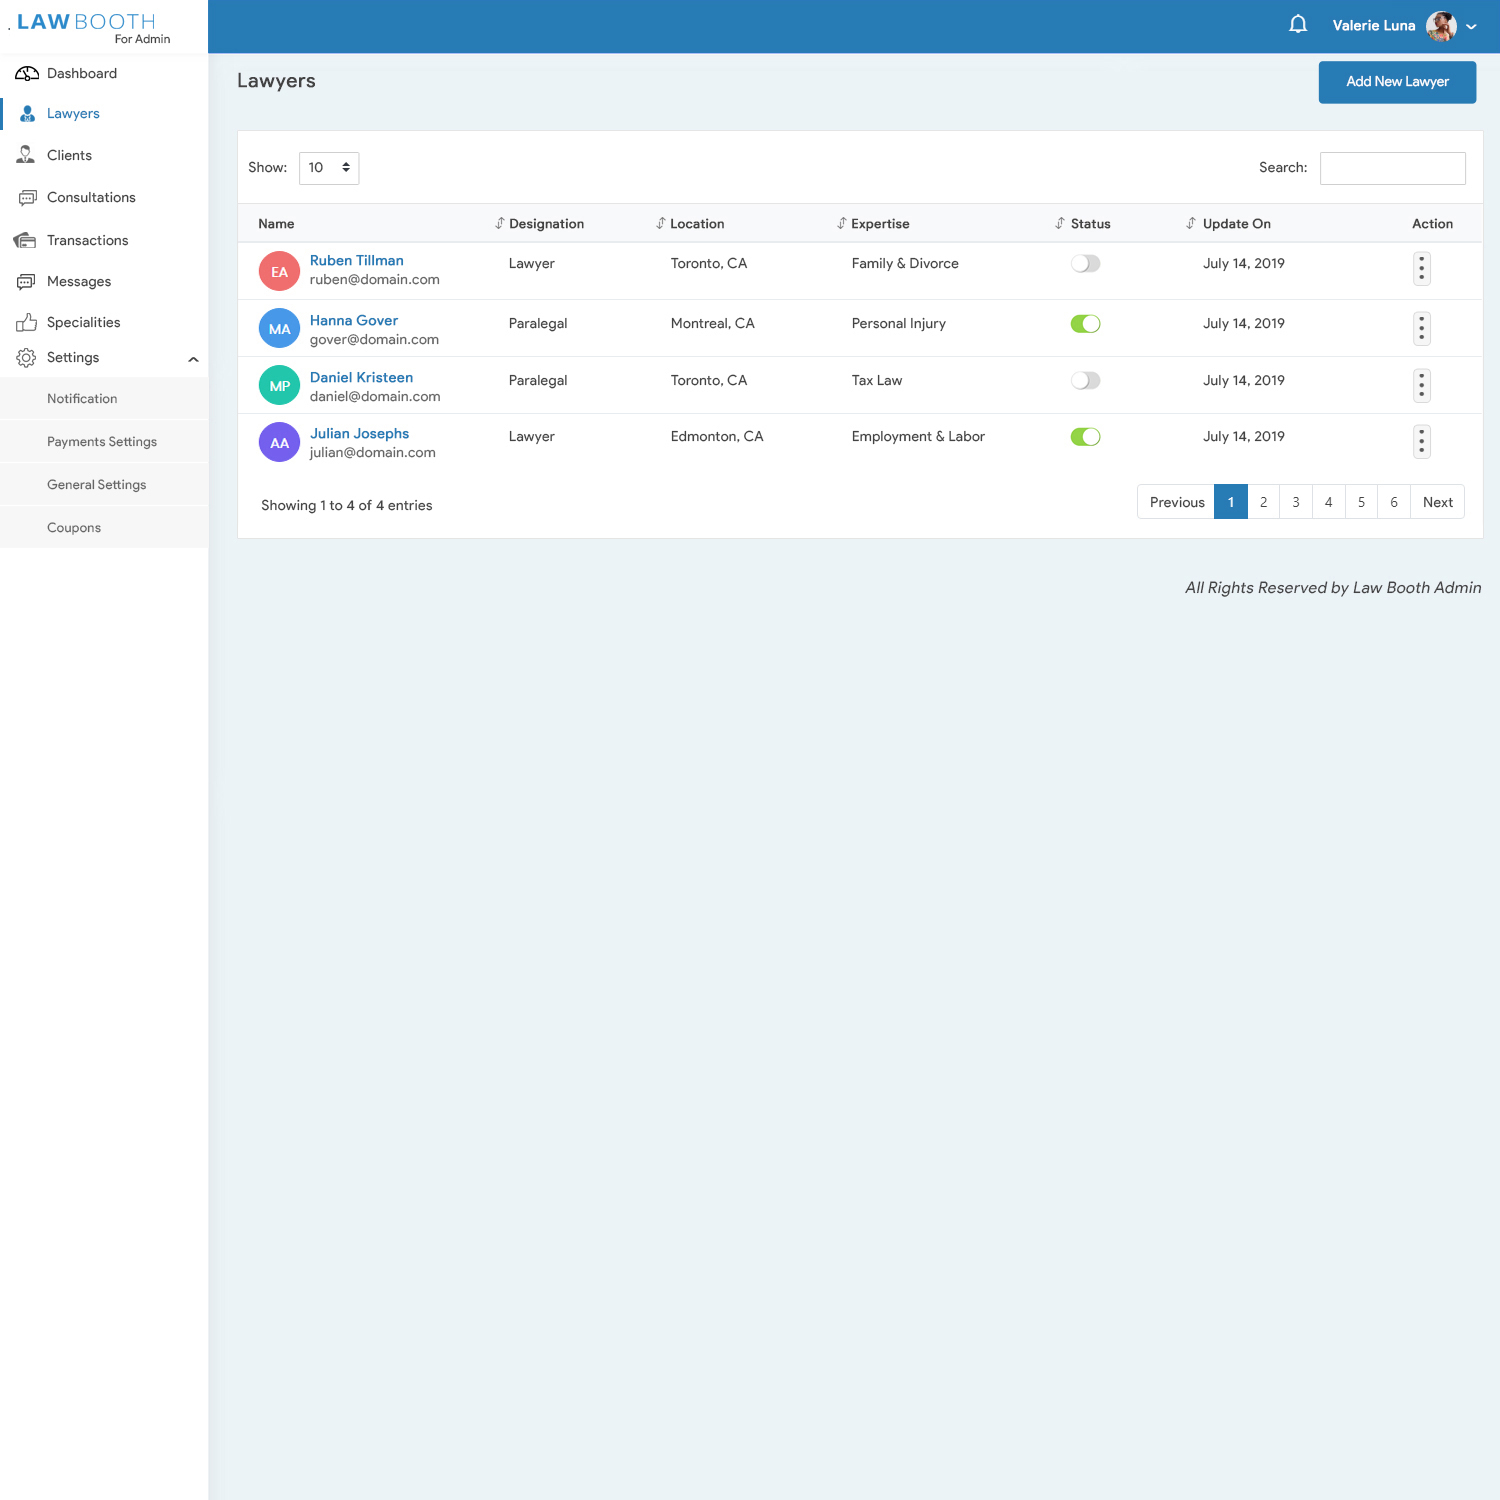 . LAWBOOTH
For Admin
Valerie Luna
Dashboard
Lawyers
Clients
Consultations
Transactions
Messages
Specialities
Settings
Notification
Payments Settings
General Settings
Coupons
Lawyers
Add New Lawyer
Show: 10
Search:
Name Designation Location Expertise Status Update On Action
EA Ruben Tillman Lawyer Toronto, CA Family & Divorce July 14, 2019
ruben@domain.com
MA Hanna Gover Paralegal Montreal, CA Personal Injury July 14, 2019
gover@domain.com
MP Daniel Kristeen Paralegal Toronto, CA Tax Law July 14, 2019
daniel@domain.com
AA Julian Josephs Lawyer Edmonton, CA Employment & Labor July 14, 2019
julian@domain.com
Showing 1 to 4 of 4 entries
Previous 1 2 3 4 5 6 Next
All Rights Reserved by Law Booth Admin